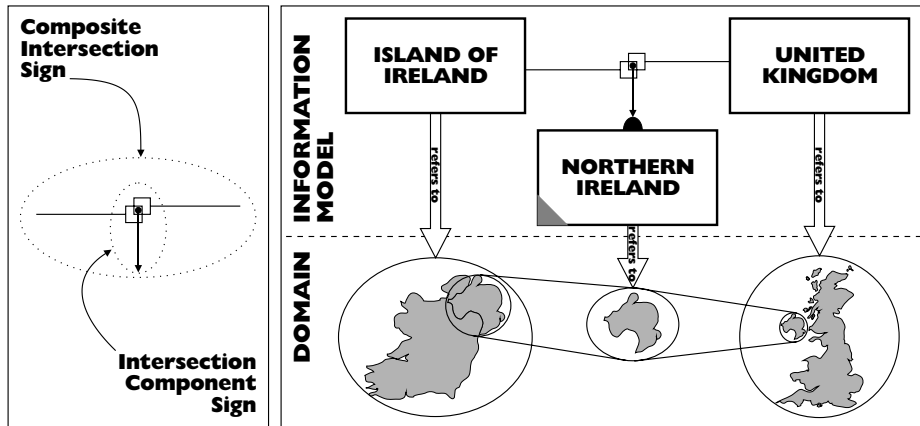 Composite
Intersection
Sign
Intersection
Component
Sign
INFORMATION
MODEL
DOMAIN
ISLAND OF
IRELAND
UNITED
KINGDOM
NORTHERN
IRELAND
refers to
refers to
refers to